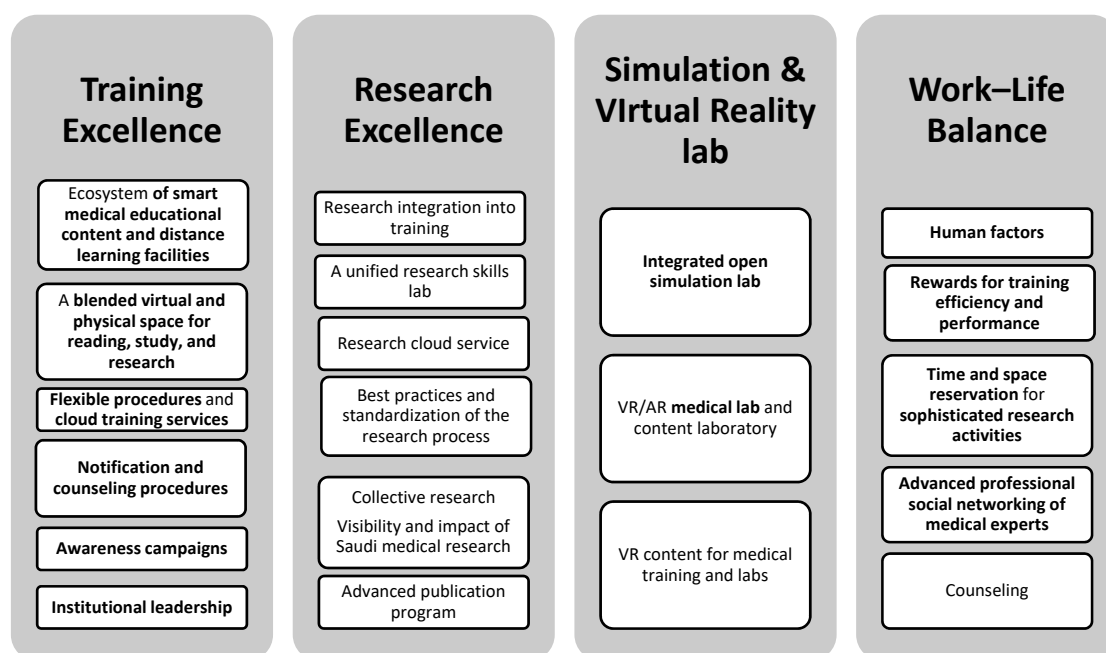 Training
Excellence
Ecosystem of smart
medical educational
content and distance
learning facilities
A blended virtual and
physical space for
reading, study, and
research
Flexible procedures and
cloud training services
Notification and
counseling procedures
Awareness campaigns
Institutional leadership
Research
Excellence
Research integration into
training
A unified research skills
lab
Research cloud service
Best practices and
standardization of the
research process
Collective research
Visibility and impact of
Saudi medical research
Advanced publication
program
Simulation &
VIrtual Reality
lab
Integrated open
simulation lab
VR/AR medical lab and
content laboratory
VR content for medical
training and labs
Work–Life
Balance
Human factors
Rewards for training
efficiency and
performance
Time and space
reservation for
sophisticated research
activities
Advanced professional
social networking of
medical experts
Counseling